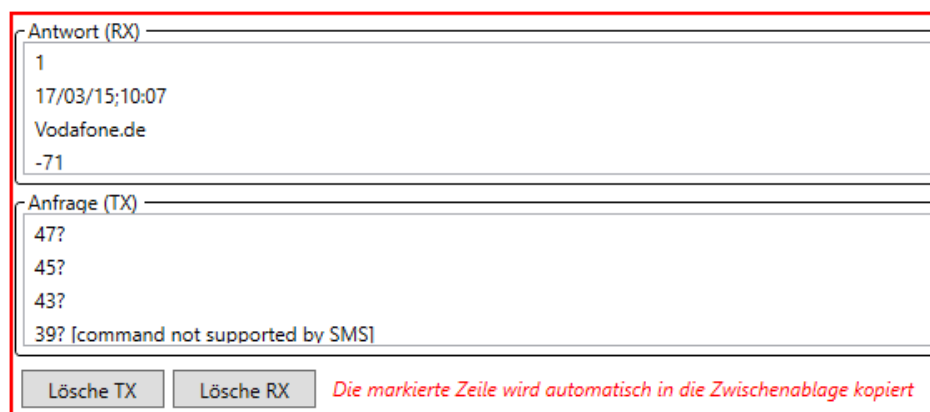 Antwort (RX)
1
17/03/15;10:07
Vodafone.de
-71
Anfrage (TX)
47?
45?
43?
39? [command not supported by SMS]
Lösche TX
Lösche RX
Die markierte Zeile wird automatisch in die Zwischenablage kopiert